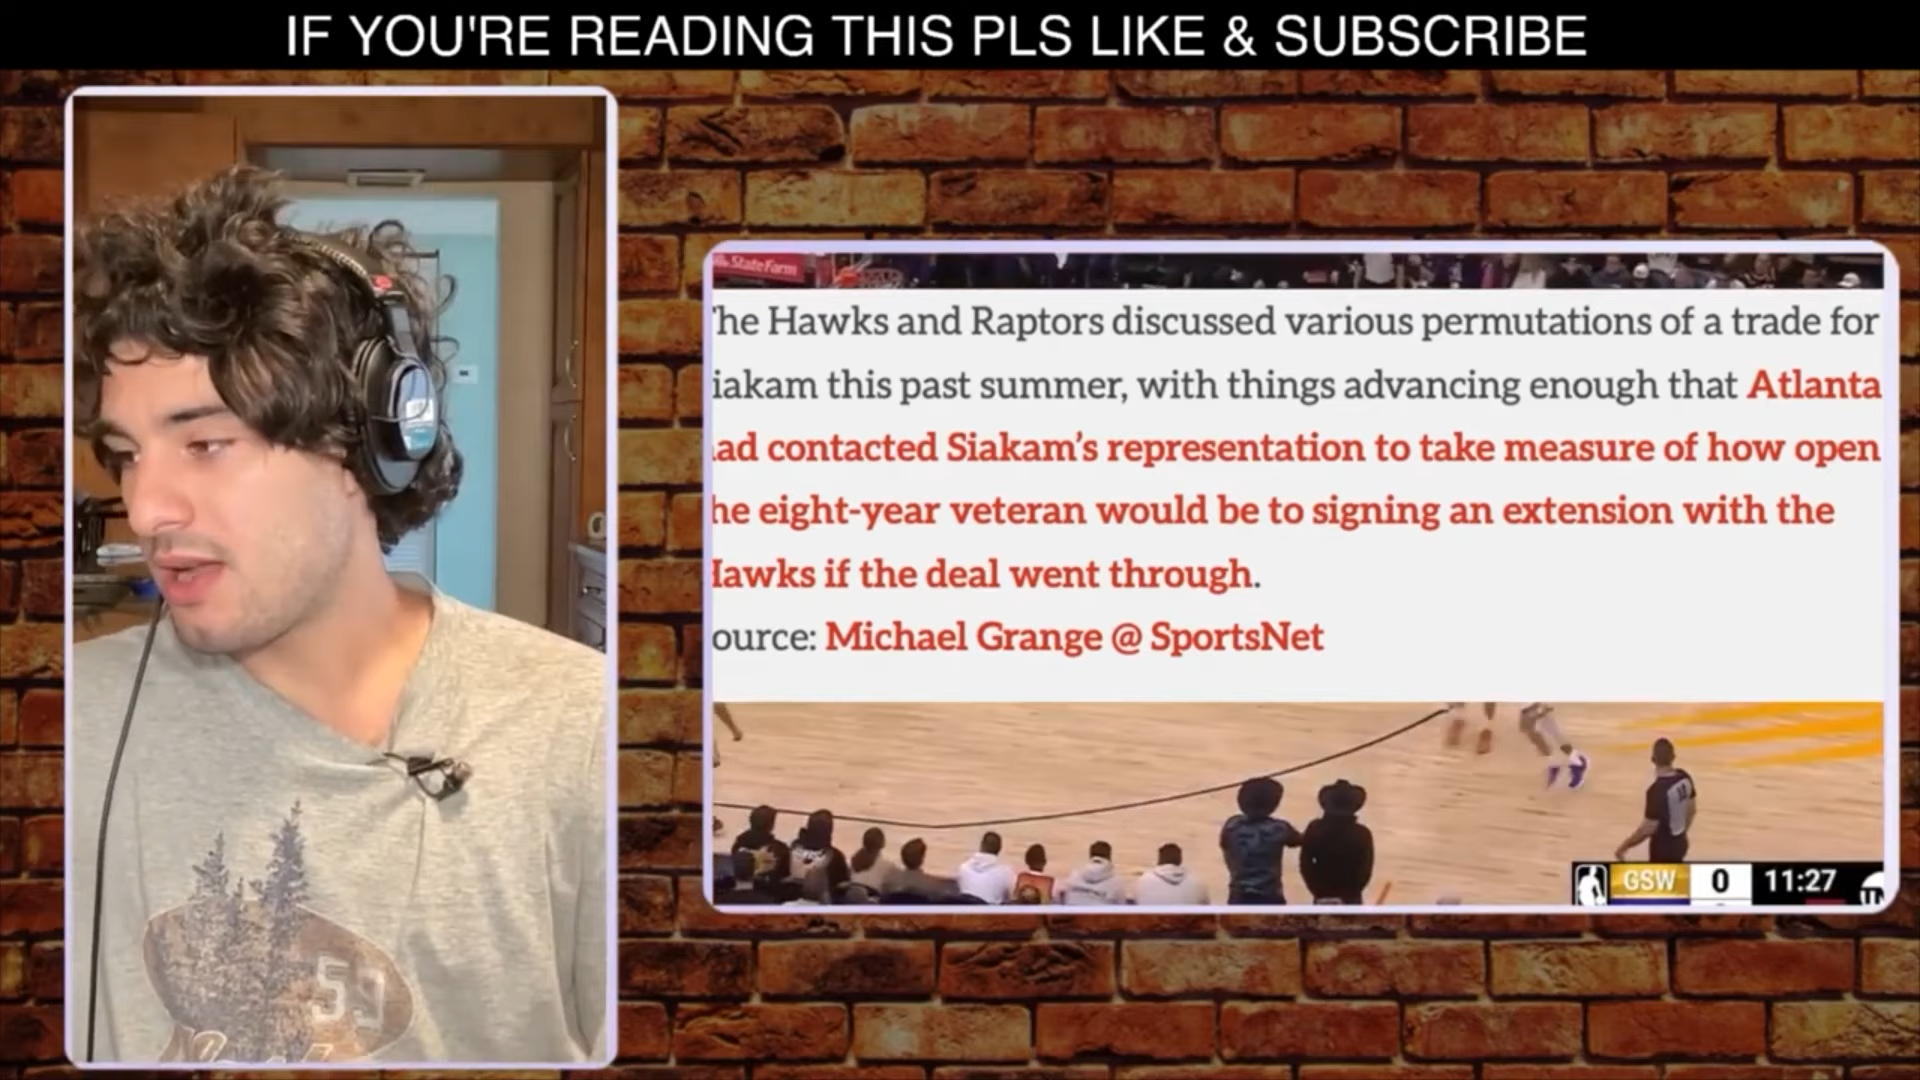 IF YOU'RE READING THIS PLS LIKE & SUBSCRIBE
StateFarm
he Hawks and Raptors discussed various permutations of a trade for
iakam this past summer, with things advancing enough that Atlanta
ad contacted Siakam's representation to take measure of how open
he eight-year veteran would be to signing an extension with the
Hawks if the deal went through.
ource: Michael Grange @ SportsNet
GSW 0 11:27
59